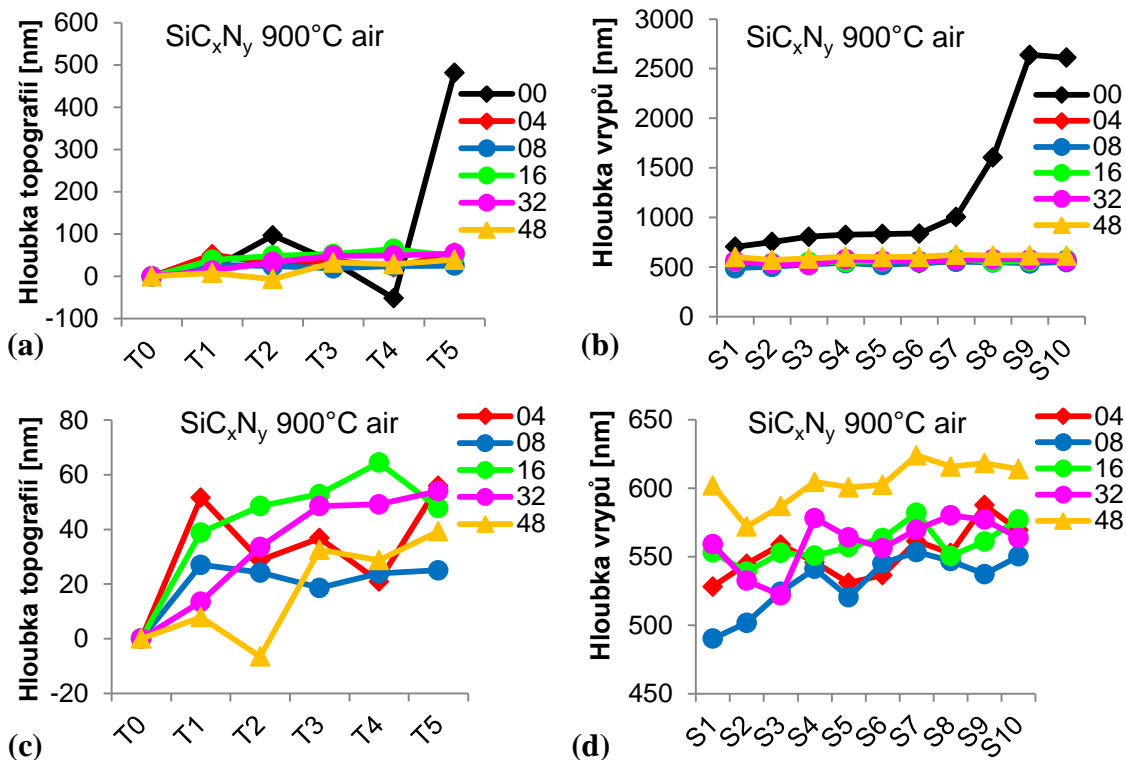 SiCxNy 900°C air
Hloubka topografií [nm]
600
500
400
300
200
100
0
-100
T0
T1
T2
T3
T4
T5
00
04
08
16
32
48
(a)
SiCxNy 900°C air
Hloubka vrypů [nm]
3000
2500
2000
1500
1000
500
0
S1
S2
S3
S4
S5
S6
S7
S8
S9
S10
00
04
08
16
32
48
(b)
SiCxNy 900°C air
Hloubka topografií [nm]
80
60
40
20
0
-20
T0
T1
T2
T3
T4
T5
04
08
16
32
48
(c)
SiCxNy 900°C air
Hloubka vrypů [nm]
650
600
550
500
450
S1
S2
S3
S4
S5
S6
S7
S8
S9
S10
04
08
16
32
48
(d)